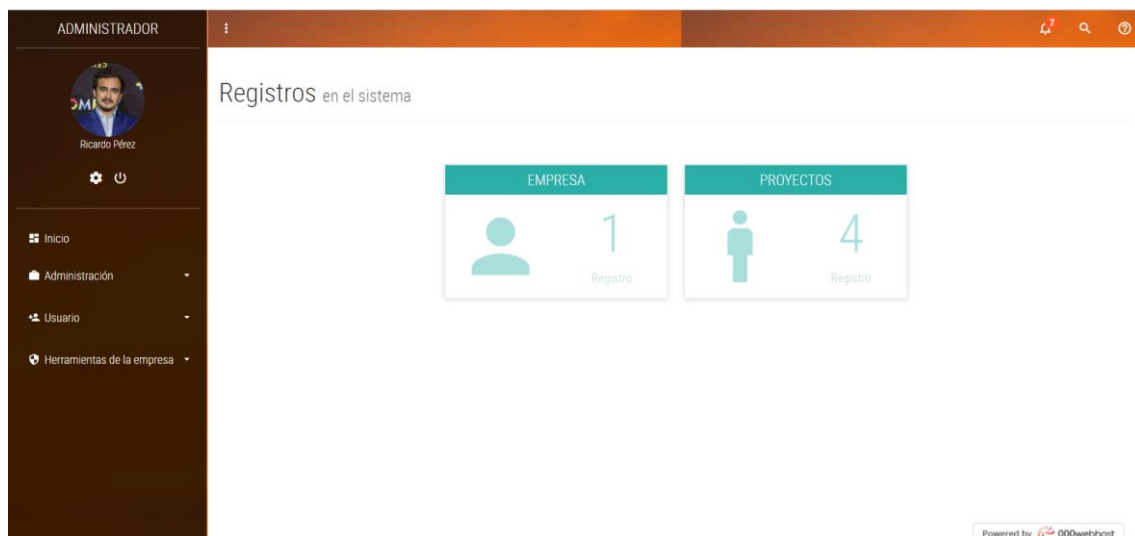 ADMINISTRADOR
7
Ricardo Pérez
Inicio
Administración
Usuario
Herramientas de la empresa
Registros en el sistema
EMPRESA
1
Registro
PROYECTOS
4
Registro
Powered by 000webhost